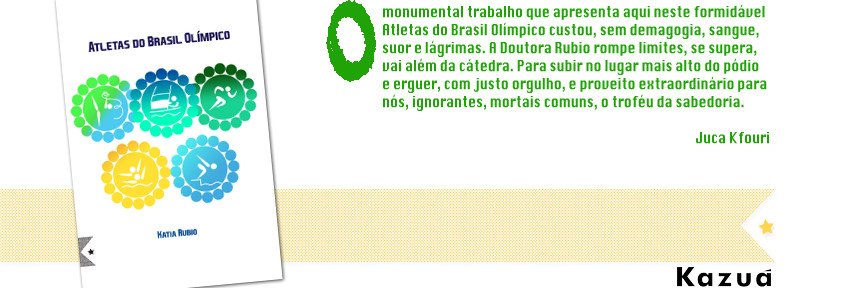 ATLETAS DO BRASIL OLÍMPICO
KATIA RUBIO
O monumental trabalho que apresenta aqui neste formidável
Atletas do Brasil Olímpico custou, sem demagogia, sangue,
suor e lágrimas. A Doutora Rubio rompe limites, se supera,
vai além da cátedra. Para subir no lugar mais alto do pódio
e erguer, com justo orgulho, e proveito extraordinário para
nós, ignorantes, mortais comuns, o troféu da sabedoria.
Juca Kfouri
Kazuá